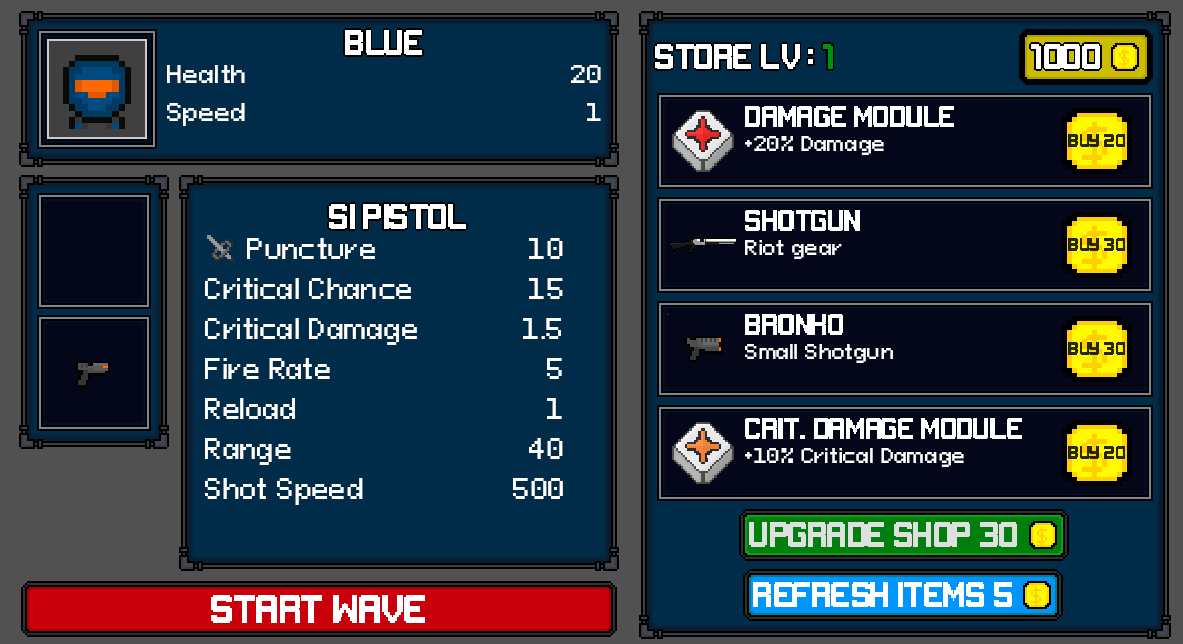 BLUE
Health 20
Speed 1
SI PISTOL
Puncture 10
Critical Chance 15
Critical Damage 1.5
Fire Rate 5
Reload 1
Range 40
Shot Speed 500
START WAVE
STORE LV:1
1000
DAMAGE MODULE
+20% Damage
BUY 20
SHOTGUN
Riot gear
BUY 30
BRONHO
Small Shotgun
BUY 30
CRIT. DAMAGE MODULE
+10% Critical Damage
BUY 20
UPGRADE SHOP 30
REFRESH ITEMS 5